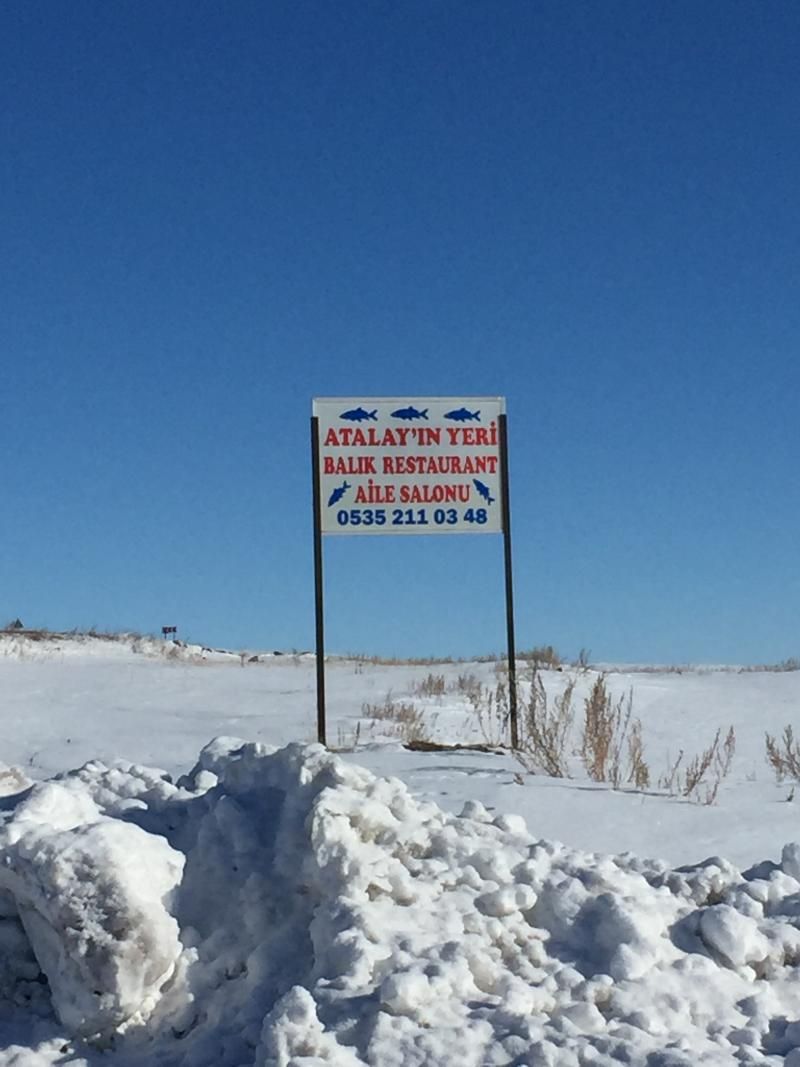 ATALAY'IN YERİ
BALIK RESTAURANT
AİLE SALONU
0535 211 03 48